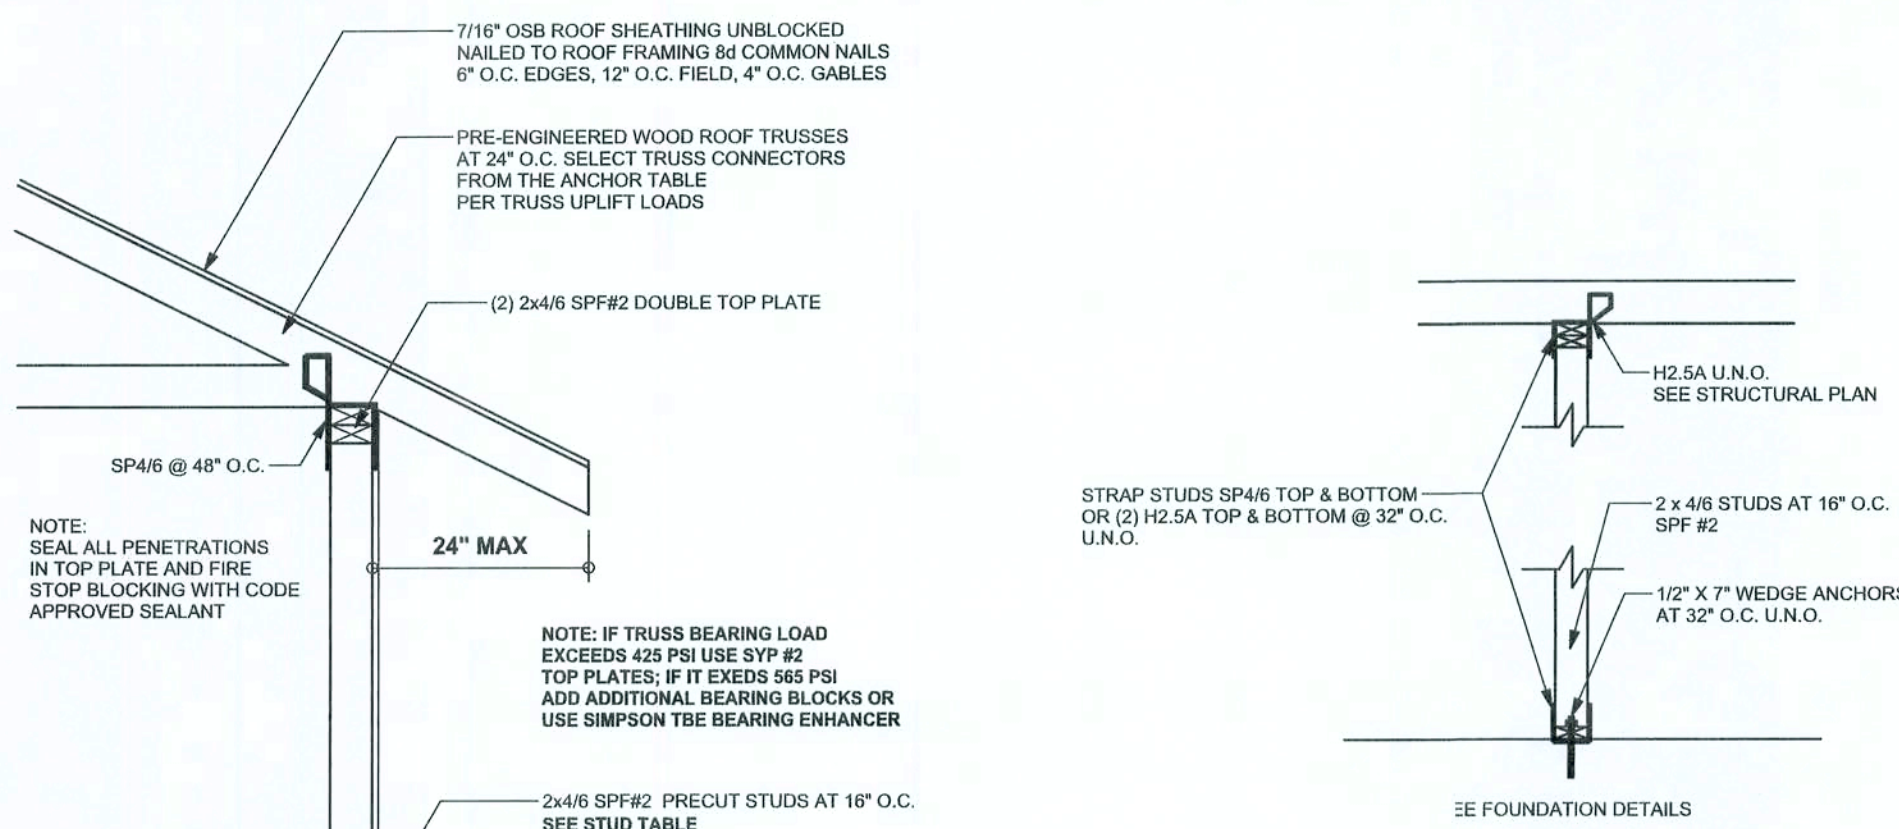 7/16" OSB ROOF SHEATHING UNBLOCKED
NAILED TO ROOF FRAMING 8d COMMON NAILS
6" O.C. EDGES, 12" O.C. FIELD, 4" O.C. GABLES
PRE-ENGINEERED WOOD ROOF TRUSSES
AT 24" O.C. SELECT TRUSS CONNECTORS
FROM THE ANCHOR TABLE
PER TRUSS UPLIFT LOADS
(2) 2x4/6 SPF#2 DOUBLE TOP PLATE
SP4/6 @ 48" O.C.
NOTE:
SEAL ALL PENETRATIONS
IN TOP PLATE AND FIRE
STOP BLOCKING WITH CODE
APPROVED SEALANT
24" MAX
NOTE: IF TRUSS BEARING LOAD
EXCEEDS 425 PSI USE SYP #2
TOP PLATES; IF IT EXEDS 565 PSI
ADD ADDITIONAL BEARING BLOCKS OR
USE SIMPSON TBE BEARING ENHANCER
2x4/6 SPF#2 PRECUT STUDS AT 16" O.C.
SEE STUD TABLE
H2.5A U.N.O.
SEE STRUCTURAL PLAN
STRAP STUDS SP4/6 TOP & BOTTOM
OR (2) H2.5A TOP & BOTTOM @ 32" O.C.
U.N.O.
2 x 4/6 STUDS AT 16" O.C.
SPF #2
1/2" X 7" WEDGE ANCHORS
AT 32" O.C. U.N.O.
EE FOUNDATION DETAILS